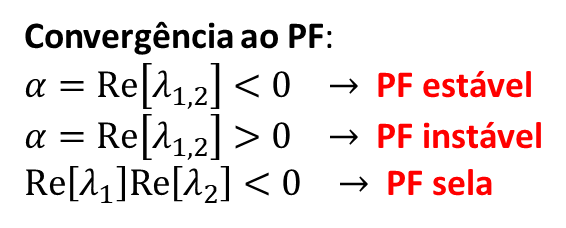 Convergência ao PF:
α = Re[λ₁,₂] < 0 → PF estável
α = Re[λ₁,₂] > 0 → PF instável
Re[λ₁]Re[λ₂] < 0 → PF sela